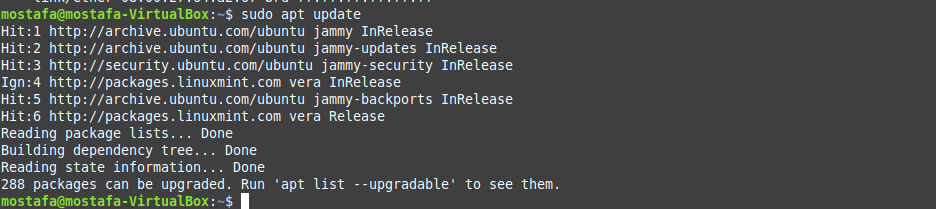 mostafa@mostafa-VirtualBox:~$ sudo apt update
Hit:1 http://archive.ubuntu.com/ubuntu jammy InRelease
Hit:2 http://archive.ubuntu.com/ubuntu jammy-updates InRelease
Hit:3 http://security.ubuntu.com/ubuntu jammy-security InRelease
Ign:4 http://packages.linuxmint.com vera InRelease
Hit:5 http://archive.ubuntu.com/ubuntu jammy-backports InRelease
Hit:6 http://packages.linuxmint.com vera Release
Reading package lists... Done
Building dependency tree... Done
Reading state information... Done
288 packages can be upgraded. Run 'apt list --upgradable' to see them.
mostafa@mostafa-VirtualBox:~$